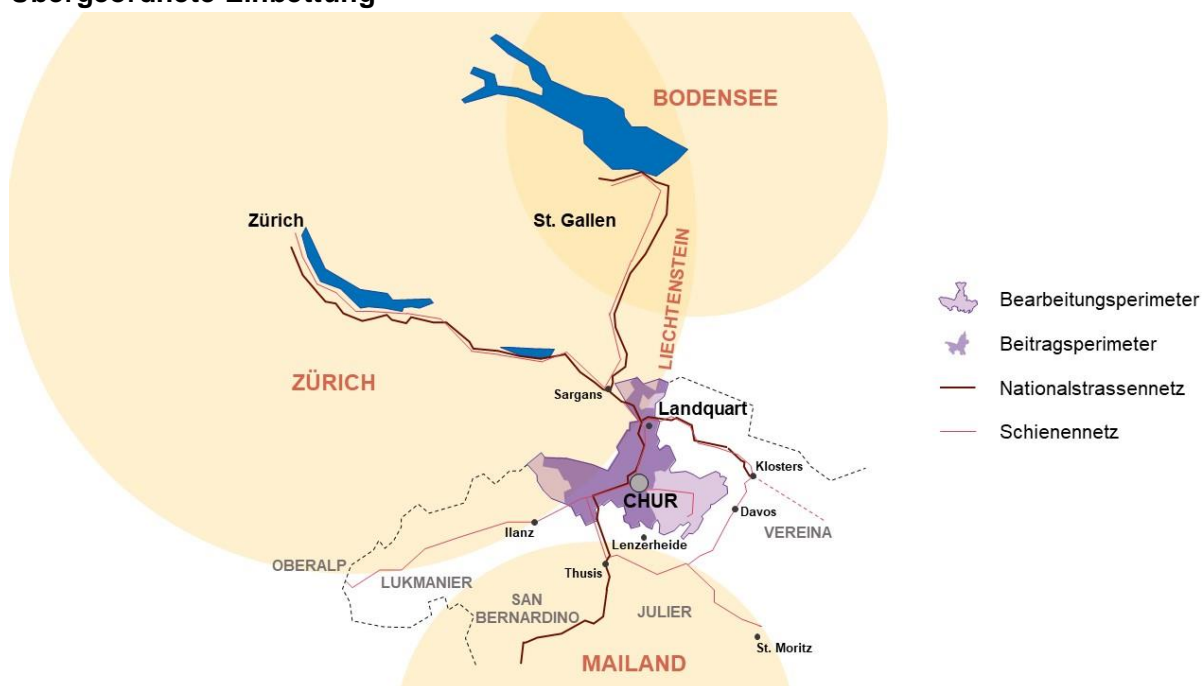 Übergeordnete Einbettung
BODENSEE
Zürich
St. Gallen
LIECHTENSTEIN
ZÜRICH
Sargans
Landquart
Klosters
CHUR
Davos
VEREINA
Ilanz
Lenzerheide
OBERALP
LUKMANIER
Thusis
SAN
BERNARDINO
JULIER
St. Moritz
MAILAND
Bearbeitungsperimeter
Beitragsperimeter
Nationalstrassennetz
Schienennetz